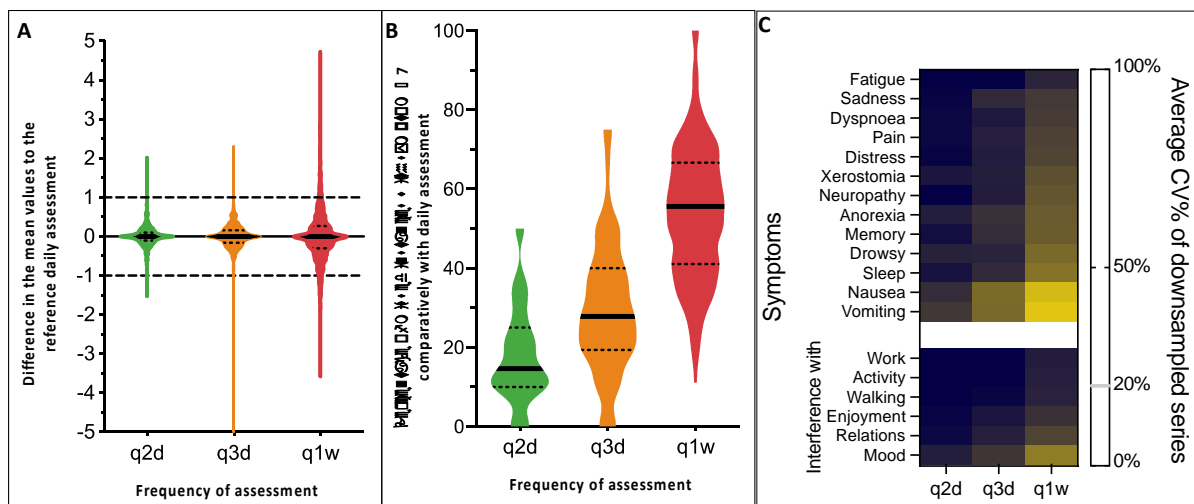 A
5
4
3
2
1
0
-1
-2
-3
-4
-5
Difference in the mean values to the
reference daily assessment
q2d
q3d
q1w
Frequency of assessment
B
100
80
60
40
20
0
7
comparatively with daily assessment
q2d
q3d
q1w
Frequency of assessment
C
Symptoms
Fatigue
Sadness
Dyspnoea
Pain
Distress
Xerostomia
Neuropathy
Anorexia
Memory
Drowsy
Sleep
Nausea
Vomiting
Interference with
Work
Activity
Walking
Enjoyment
Relations
Mood
q2d
q3d
q1w
100%
50%
20%
0%
Average CV% of
downsampled series